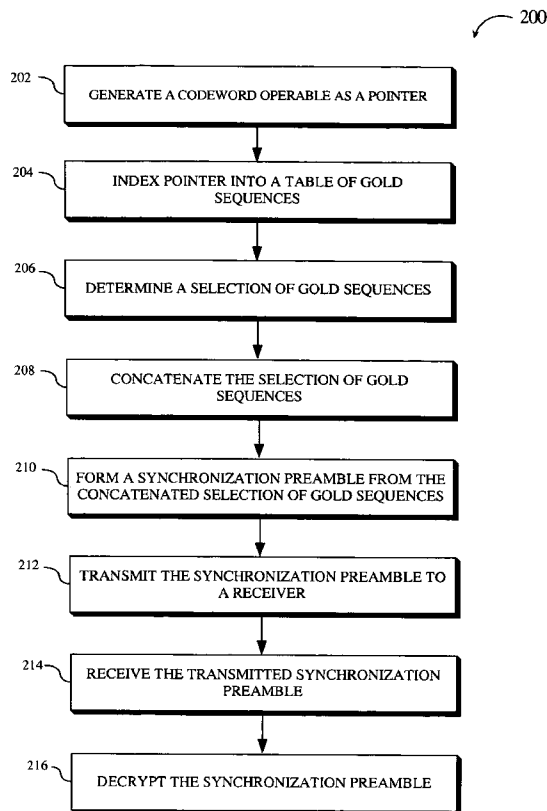 200
202
GENERATE A CODEWORD OPERABLE AS A POINTER
204
INDEX POINTER INTO A TABLE OF GOLD
SEQUENCES
206
DETERMINE A SELECTION OF GOLD SEQUENCES
208
CONCATENATE THE SELECTION OF GOLD
SEQUENCES
210
FORM A SYNCHRONIZATION PREAMBLE FROM THE
CONCATENATED SELECTION OF GOLD SEQUENCES
212
TRANSMIT THE SYNCHRONIZATION PREAMBLE TO
A RECEIVER
214
RECEIVE THE TRANSMITTED SYNCHRONIZATION
PREAMBLE
216
DECRYPT THE SYNCHRONIZATION PREAMBLE